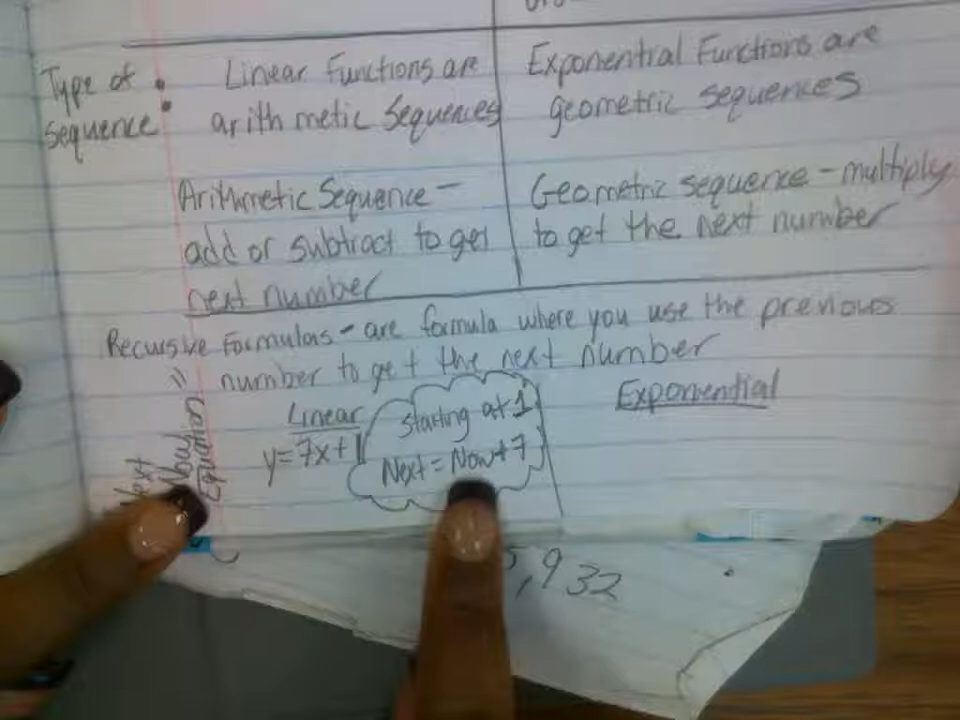 Type of : Linear Functions are
sequence arithmetic sequences
Exponential Functions are
geometric sequences
Arithmetic Sequence -
add or subtract to get
next number
Geometric sequence - multiply
to get the next number
Recursive Formulas - are formula where you use the previous
number to get the next number
Next
Now
Equation
Linear
y=7x+1
starting at 1
Next = Now+7
Exponential
,932